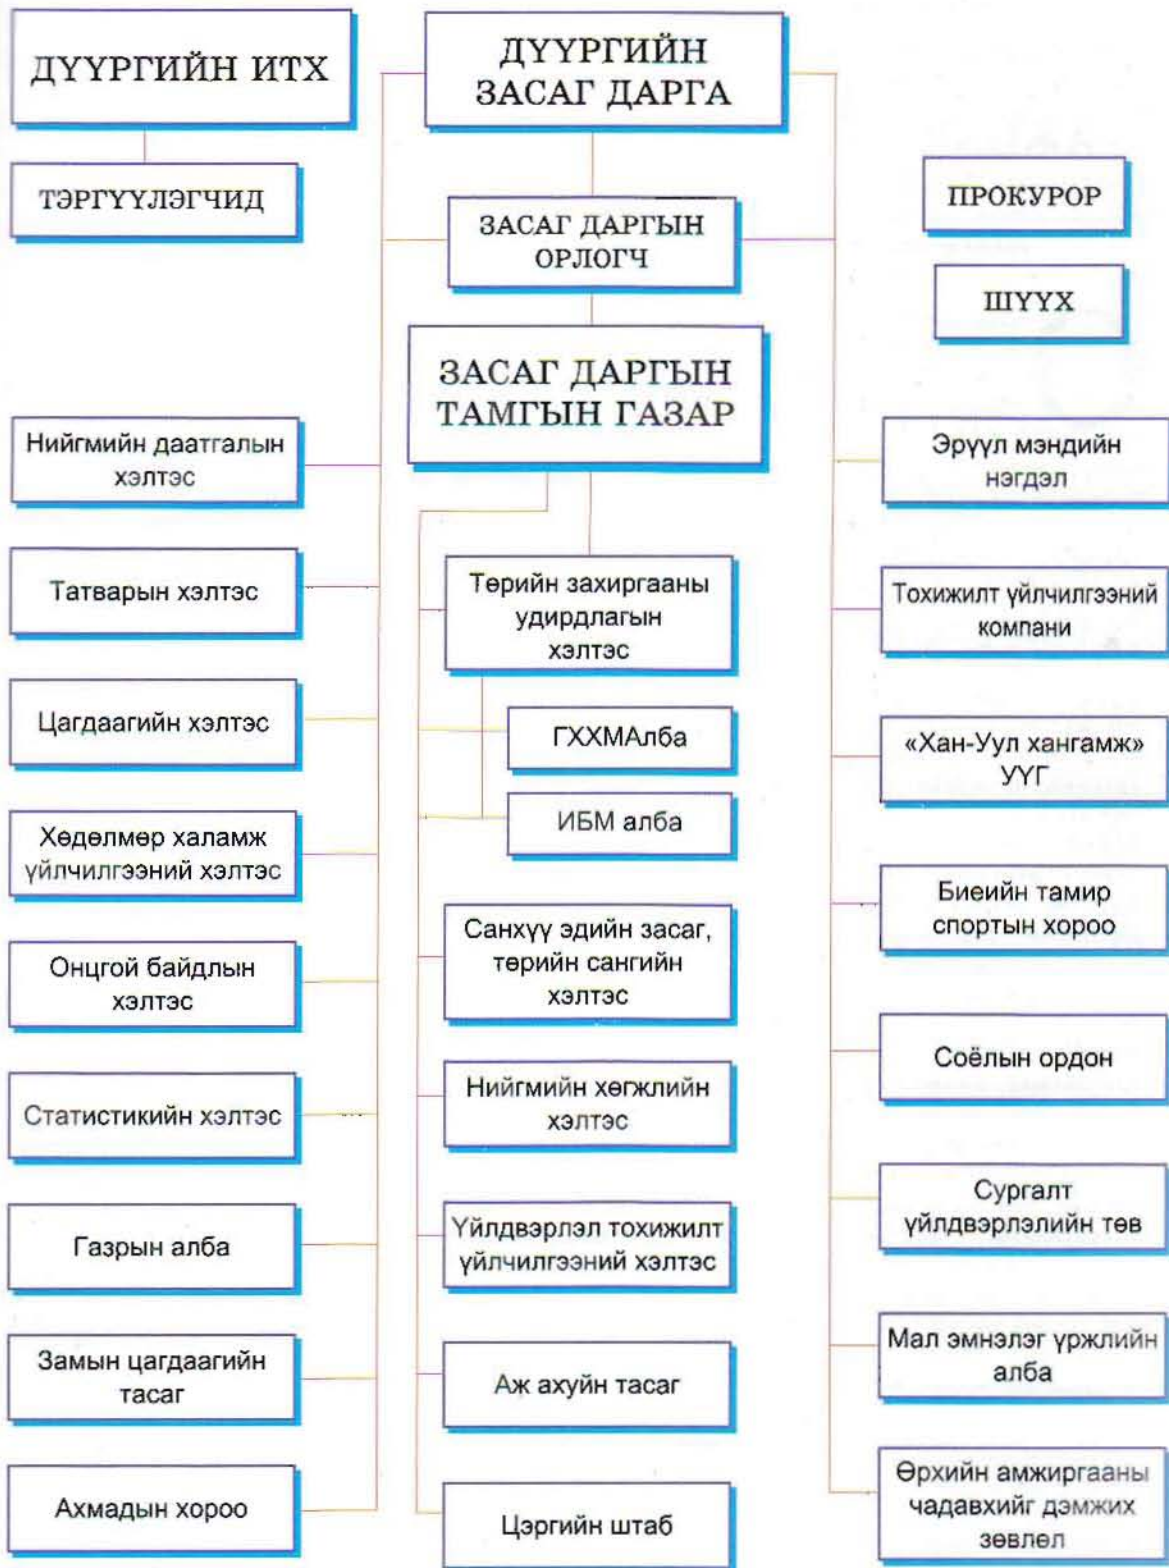 ДҮҮРГИЙН ИТХ
ТЭРГҮҮЛЭГЧИД
ДҮҮРГИЙН
ЗАСАГ ДАРГА
ЗАСАГ ДАРГЫН
ОРЛОГЧ
ЗАСАГ ДАРГЫН
ТАМГЫН ГАЗАР
ПРОКУРОР
ШҮҮХ
Нийгмийн даатгалын
хэлтэс
Татварын хэлтэс
Цагдаагийн хэлтэс
Хөдөлмөр халамж
үйлчилгээний хэлтэс
Онцгой байдлын
хэлтэс
Статистикийн хэлтэс
Газрын алба
Замын цагдаагийн
тасаг
Ахмадын хороо
Төрийн захиргааны
удирдлагын
хэлтэс
ГХХМАлба
ИБМ алба
Санхүү эдийн засаг,
төрийн сангийн
хэлтэс
Нийгмийн хөгжлийн
хэлтэс
Үйлдвэрлэл тохижилт
үйлчилгээний хэлтэс
Аж ахуйн тасаг
Цэргийн штаб
Эрүүл мэндийн
нэгдэл
Тохижилт үйлчилгээний
компани
«Хан-Уул хангамж»
УҮГ
Биеийн тамир
спортын хороо
Соёлын ордон
Сургалт
үйлдвэрлэлийн төв
Мал эмнэлэг үржлийн
алба
Өрхийн амжиргааны
чадавхийг дэмжих
зөвлөл